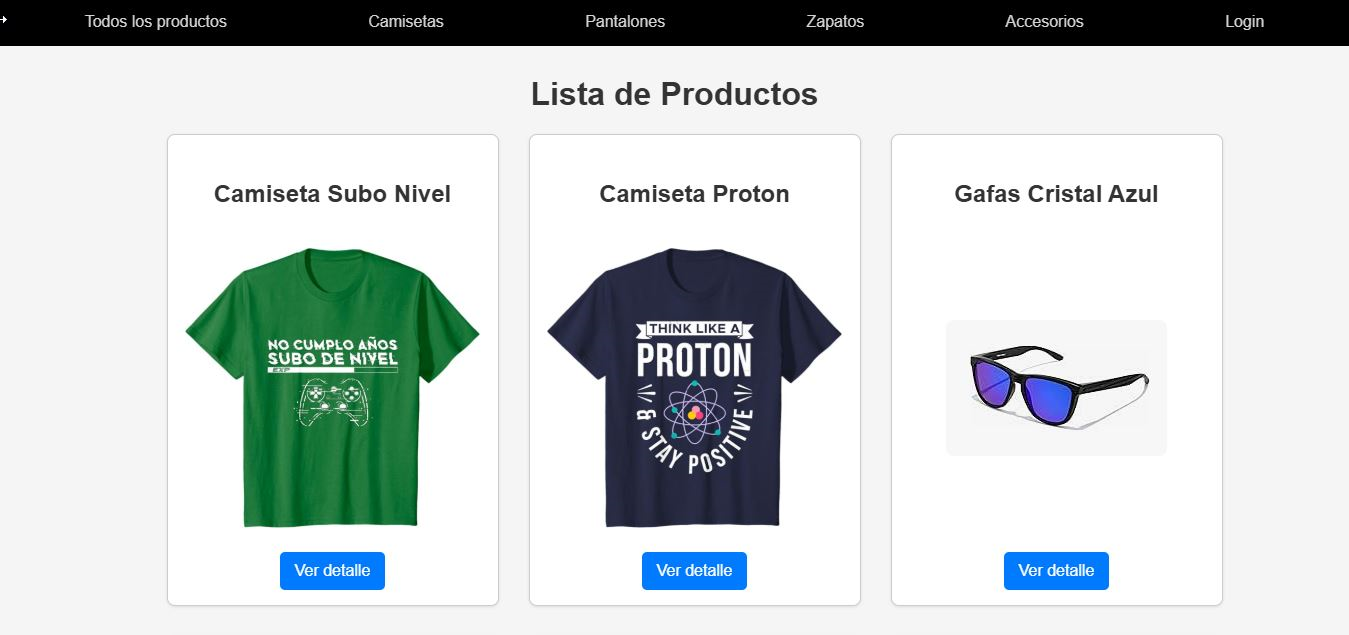 Todos los productos Camisetas Pantalones Zapatos Accesorios Login
Lista de Productos
Camiseta Subo Nivel
NO CUMPLO AÑOS
SUBO DE NIVEL
EXP
Ver detalle
Camiseta Proton
THINK LIKE A
PROTON
& STAY POSITIVE
Ver detalle
Gafas Cristal Azul
Ver detalle